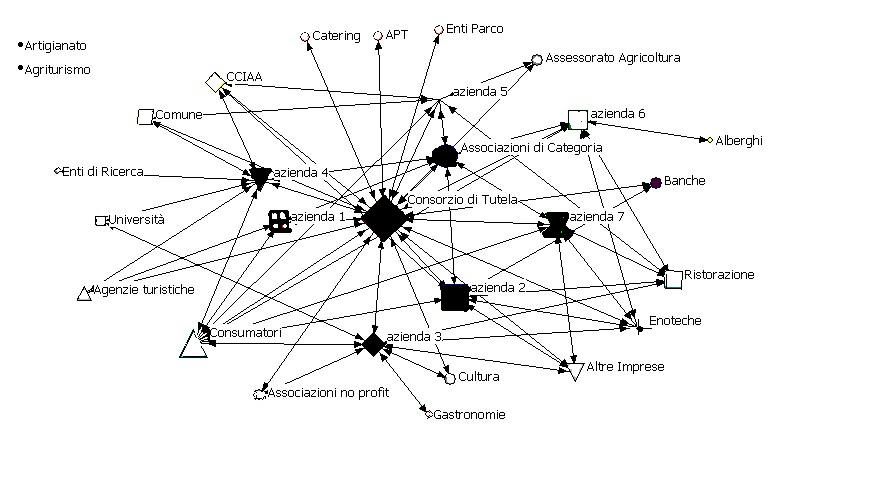 Catering
APT
Enti Parco
Artigianato
Assessorato Agricoltura
Agriturismo
CCIAA
azienda 5
Comune
azienda 6
Alberghi
Associazioni di Categoria
Enti di Ricerca
azienda 4
Banche
Consorzio di Tutela
Università
azienda 1
azienda 7
Ristorazione
Agenzie turistiche
azienda 2
Enoteche
Consumatori
azienda 3
Altre Imprese
Cultura
Associazioni no profit
Gastronomie